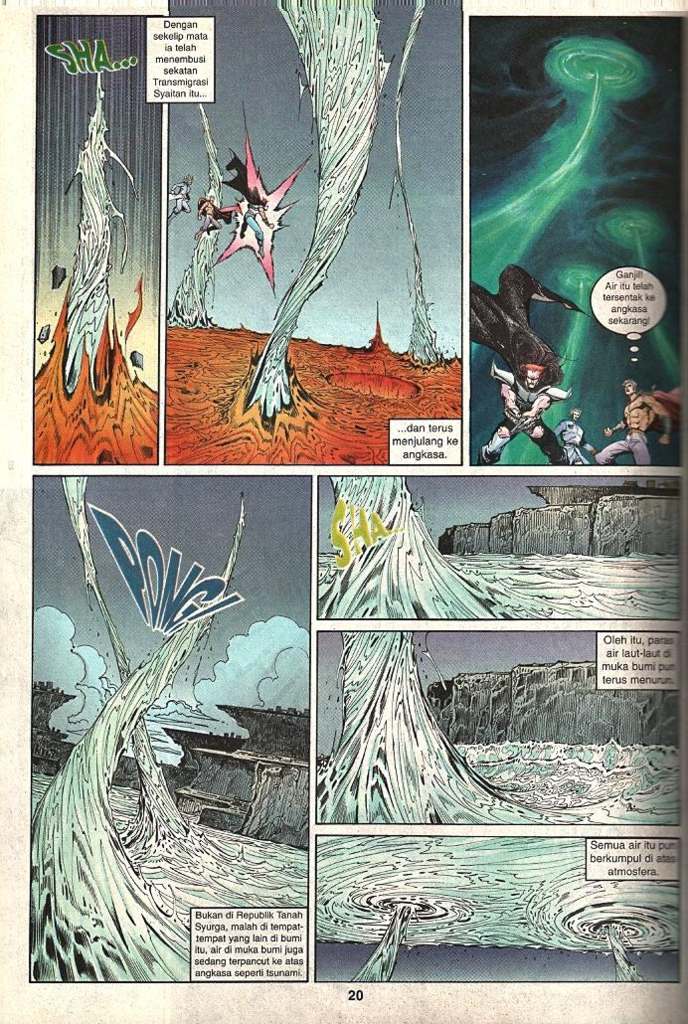 SHA...
Dengan
sekelip mata
ia telah
menembusi
sekatan
Transmigrasi
Syaitan itu...
...dan terus
menjulang ke
angkasa.
Ganjil!
Air itu telah
tersentak ke
angkasa
sekarang!
PONG!
Bukan di Republik Tanah
Syurga, malah di tempat-
tempat yang lain di bumi
itu, air di muka bumi juga
sedang terpancut ke atas
angkasa seperti tsunami.
SHA...
Oleh itu, paras
air laut-laut di
muka bumi pun
terus menurun.
Semua air itu pun
berkumpul di atas
atmosfera.
20